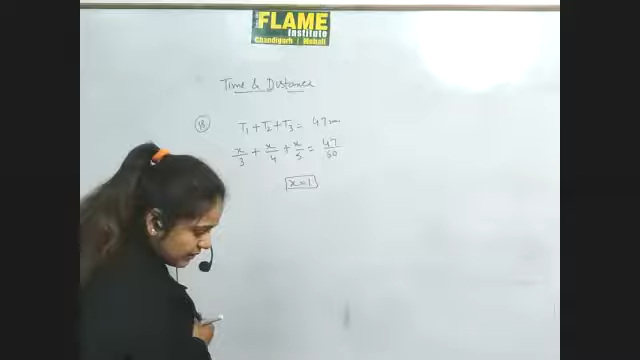 FLAME
Institute
Chandigarh | Mohali
Time & Distance
18
T₁ + T₂ + T₃ = 47 min
x/3 + x/4 + x/5 = 47/60
x = 1